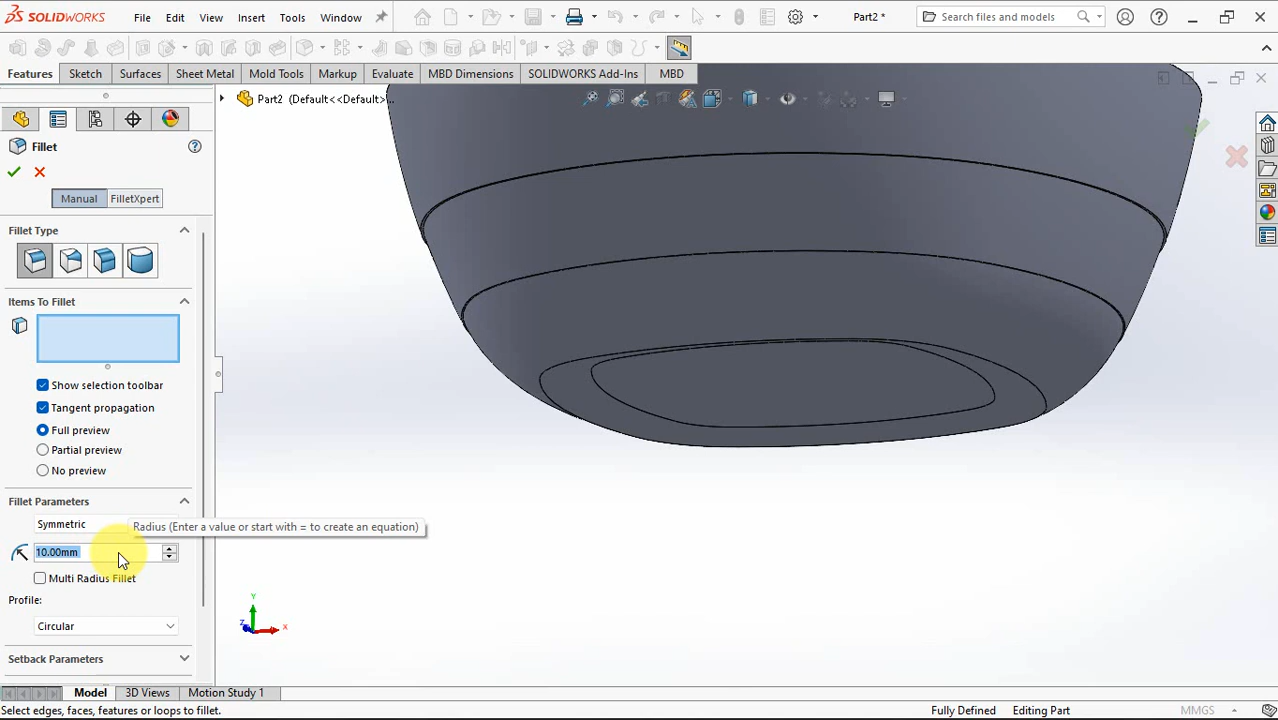 SOLIDWORKS File Edit View Insert Tools Window Part2 * Search files and models
Features Sketch Surfaces Sheet Metal Mold Tools Markup Evaluate MBD Dimensions SOLIDWORKS Add-Ins MBD
Part2 (Default<<Default>...
Fillet
Manual FilletXpert
Fillet Type
Items To Fillet
Show selection toolbar
Tangent propagation
Full preview
Partial preview
No preview
Fillet Parameters
Symmetric
Radius (Enter a value or start with = to create an equation)
10.00mm
Multi Radius Fillet
Profile:
Circular
Y
Z
X
Setback Parameters
Model 3D Views Motion Study 1
Select edges, faces, features or loops to fillet. Fully Defined Editing Part MMGS